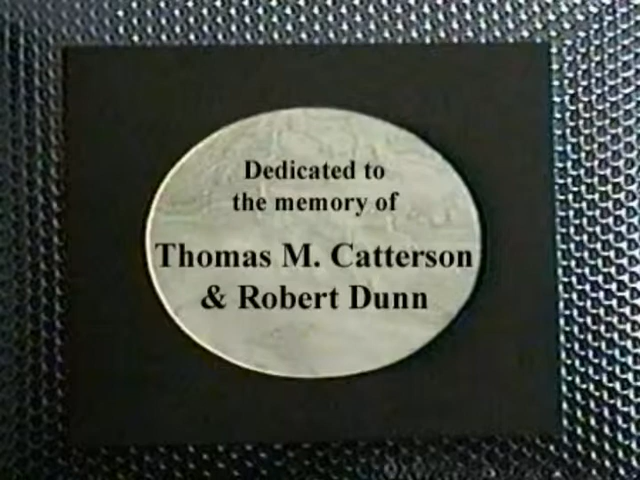 Dedicated to
the memory of
Thomas M. Catterson
& Robert Dunn